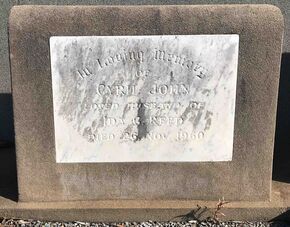 In Loving Memory
OF
CYRIL JOHN
LOVED HUSBAND OF
IDA C. REED
DIED 26. NOV. 1960